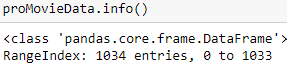 proMovieData.info()
<class 'pandas.core.frame.DataFrame'>
RangeIndex: 1034 entries, 0 to 1033